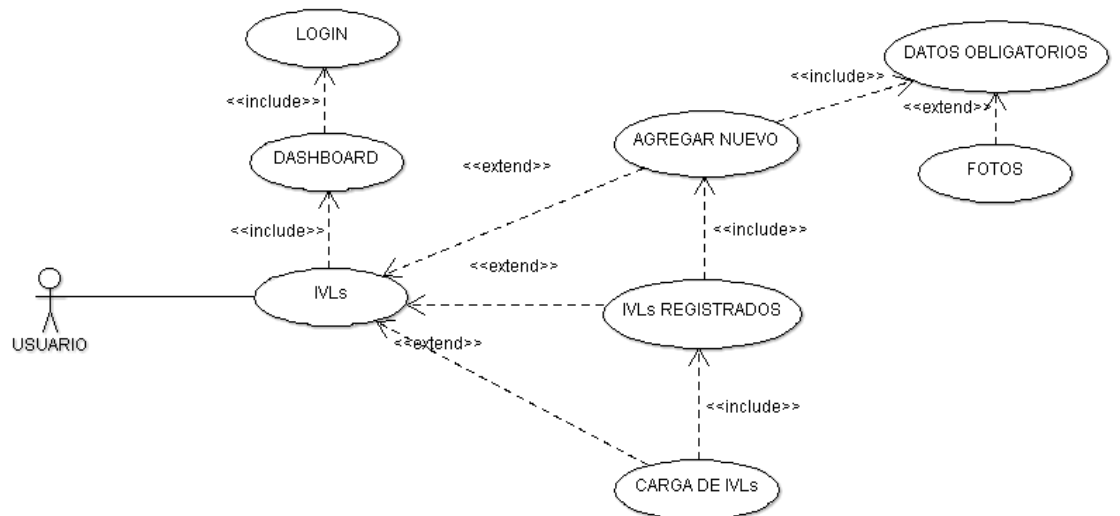 LOGIN
DATOS OBLIGATORIOS
<<include>>
<<include>>
<<extend>>
AGREGAR NUEVO
DASHBOARD
<<extend>>
FOTOS
<<include>>
<<include>>
<<extend>>
IVLs
IVLs REGISTRADOS
USUARIO
<<extend>>
<<include>>
CARGA DE IVLs